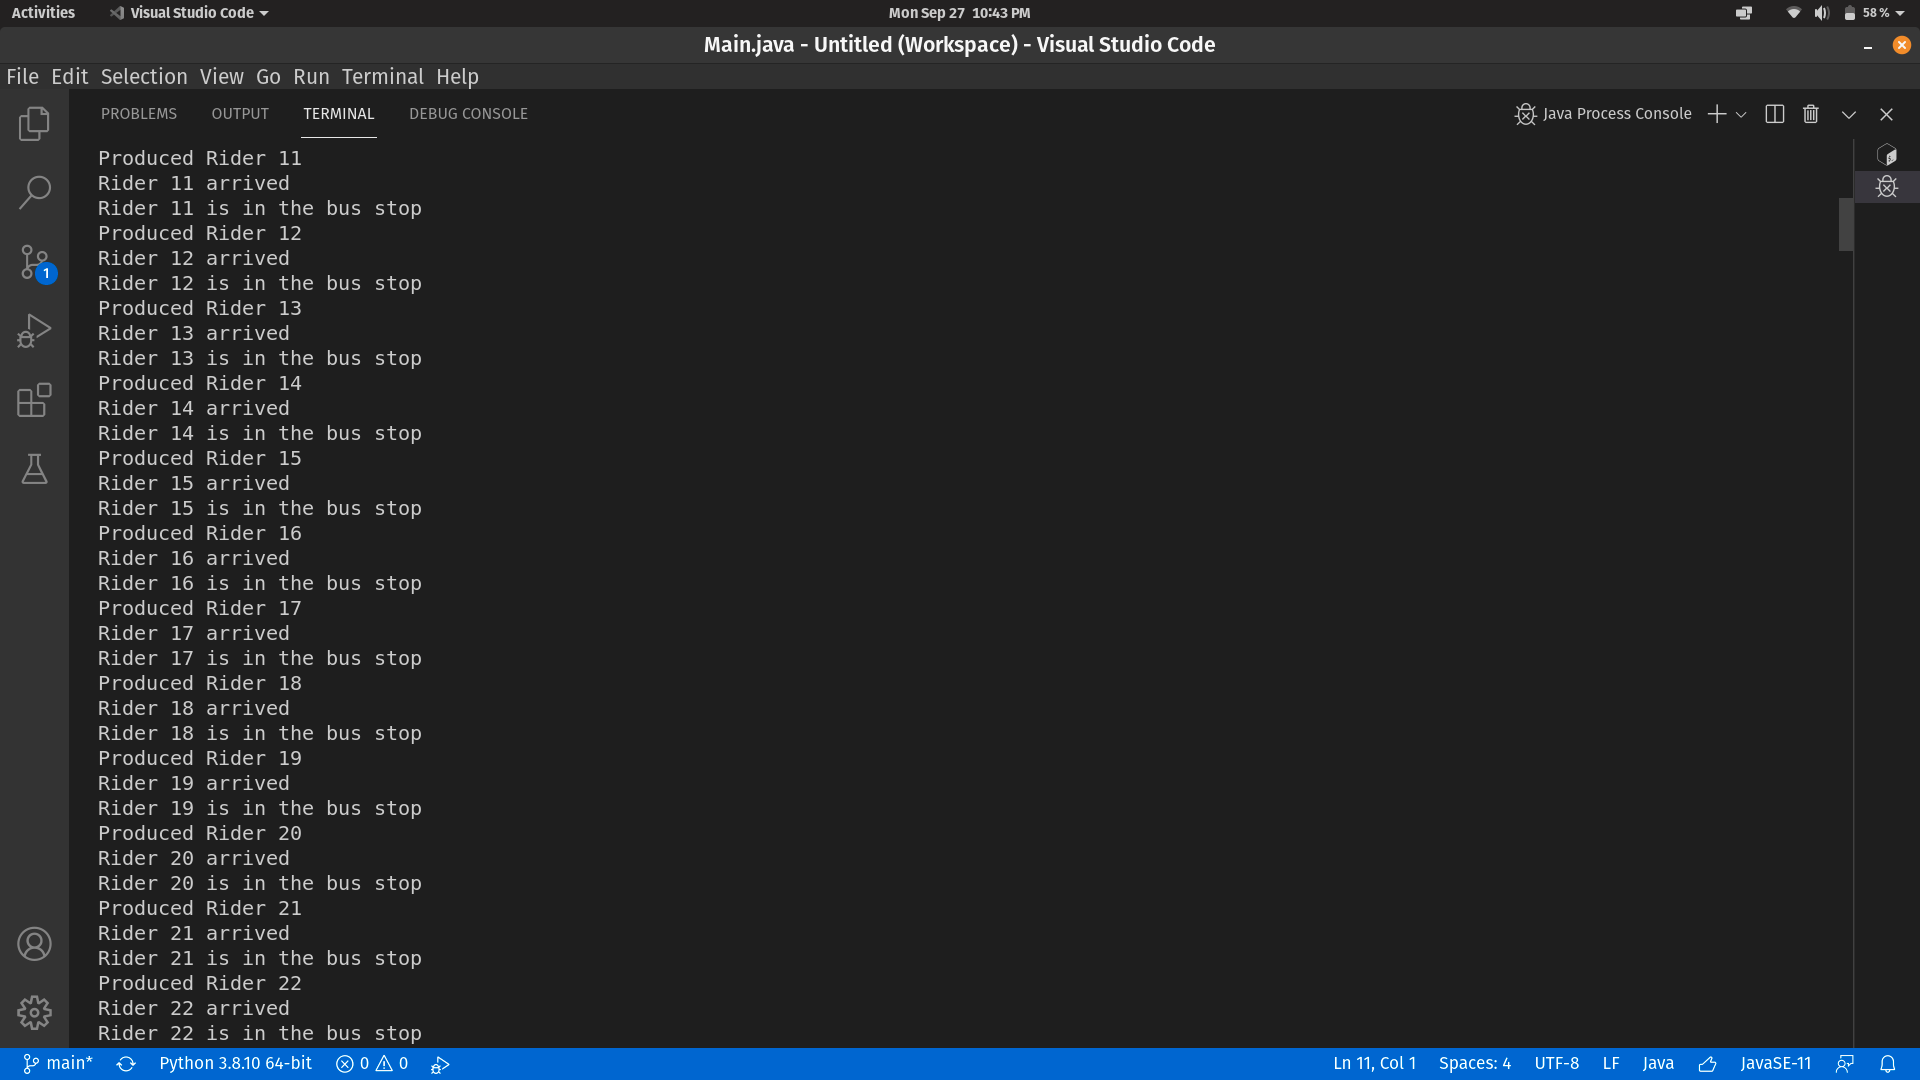 Activities Visual Studio Code Mon Sep 27 10:43 PM 58 %
Main.java - Untitled (Workspace) - Visual Studio Code
File Edit Selection View Go Run Terminal Help
PROBLEMS OUTPUT TERMINAL DEBUG CONSOLE Java Process Console
Produced Rider 11
Rider 11 arrived
Rider 11 is in the bus stop
Produced Rider 12
Rider 12 arrived
Rider 12 is in the bus stop
Produced Rider 13
Rider 13 arrived
Rider 13 is in the bus stop
Produced Rider 14
Rider 14 arrived
Rider 14 is in the bus stop
Produced Rider 15
Rider 15 arrived
Rider 15 is in the bus stop
Produced Rider 16
Rider 16 arrived
Rider 16 is in the bus stop
Produced Rider 17
Rider 17 arrived
Rider 17 is in the bus stop
Produced Rider 18
Rider 18 arrived
Rider 18 is in the bus stop
Produced Rider 19
Rider 19 arrived
Rider 19 is in the bus stop
Produced Rider 20
Rider 20 arrived
Rider 20 is in the bus stop
Produced Rider 21
Rider 21 arrived
Rider 21 is in the bus stop
Produced Rider 22
Rider 22 arrived
Rider 22 is in the bus stop
1
main* Python 3.8.10 64-bit 0 0 Ln 11, Col 1 Spaces: 4 UTF-8 LF Java JavaSE-11